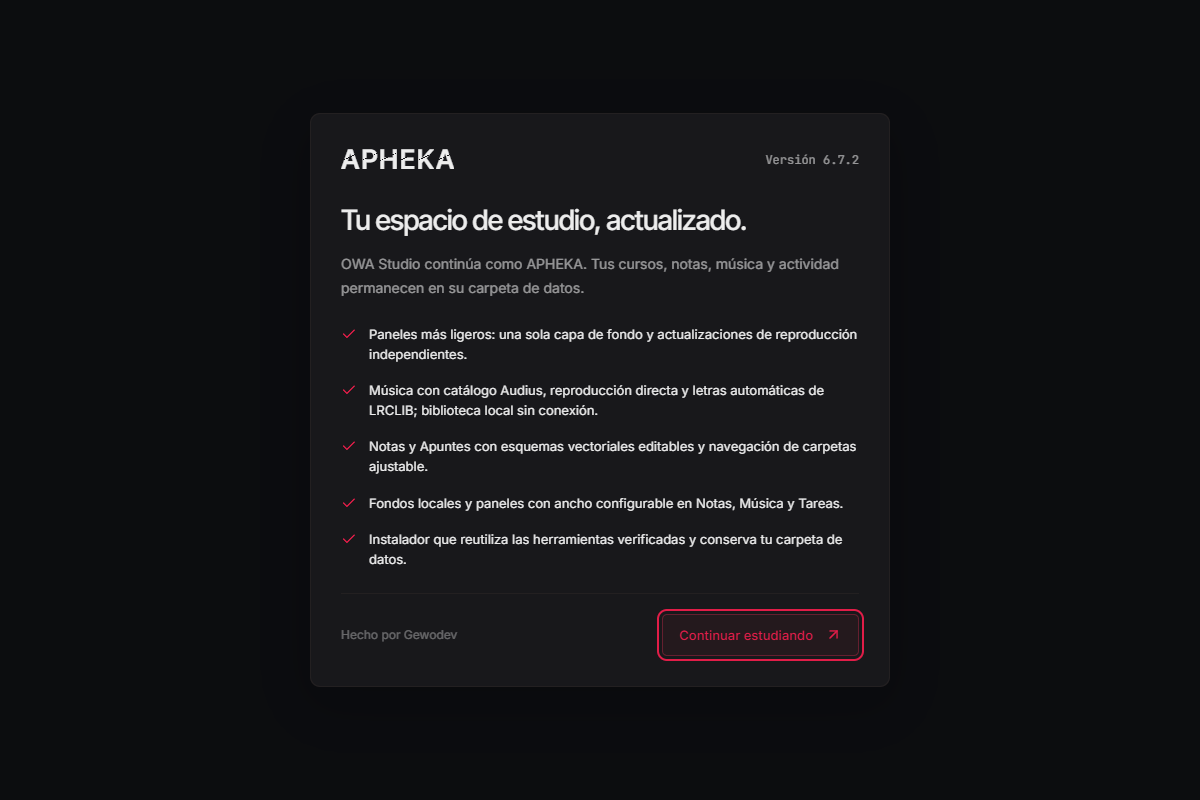 APHEKA
Versión 6.7.2
Tu espacio de estudio, actualizado.
OWA Studio continúa como APHEKA. Tus cursos, notas, música y actividad
permanecen en su carpeta de datos.
Paneles más ligeros: una sola capa de fondo y actualizaciones de reproducción
independientes.
Música con catálogo Audius, reproducción directa y letras automáticas de
LRCLIB; biblioteca local sin conexión.
Notas y Apuntes con esquemas vectoriales editables y navegación de carpetas
ajustable.
Fondos locales y paneles con ancho configurable en Notas, Música y Tareas.
Instalador que reutiliza las herramientas verificadas y conserva tu carpeta de
datos.
Hecho por Gewodev
Continuar estudiando